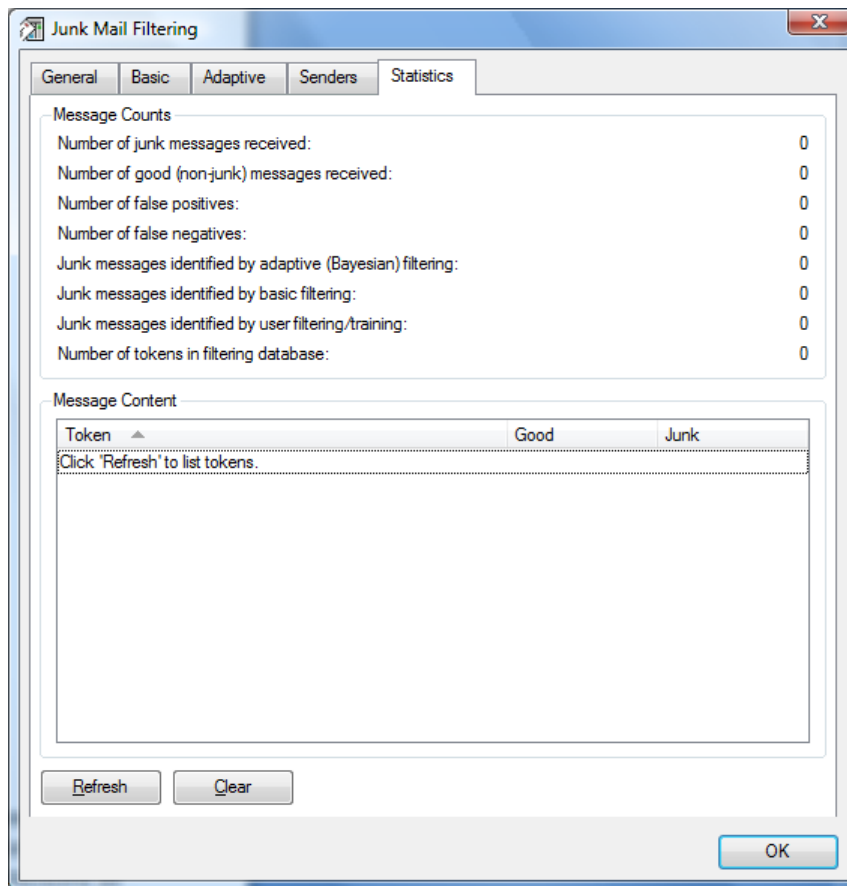 Junk Mail Filtering
General Basic Adaptive Senders Statistics
Message Counts
Number of junk messages received: 0
Number of good (non-junk) messages received: 0
Number of false positives: 0
Number of false negatives: 0
Junk messages identified by adaptive (Bayesian) filtering: 0
Junk messages identified by basic filtering: 0
Junk messages identified by user filtering/training: 0
Number of tokens in filtering database: 0
Message Content
Token Good Junk
Click 'Refresh' to list tokens.
Refresh Clear
OK